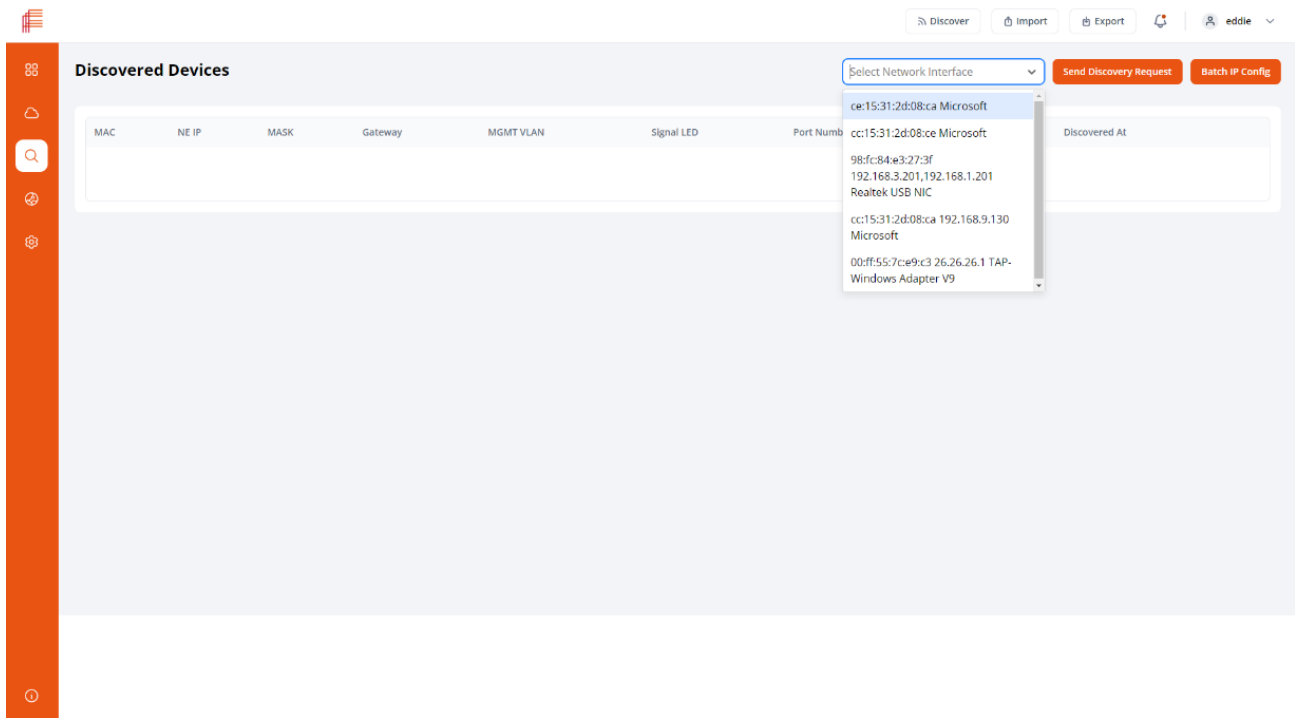 Discover Import Export eddie
Discovered Devices
Select Network Interface
Send Discovery Request Batch IP Config
MAC NE IP MASK Gateway MGMT VLAN Signal LED Port Numb Discovered At
ce:15:31:2d:08:ca Microsoft
cc:15:31:2d:08:ce Microsoft
98:fc:84:e3:27:3f
192.168.3.201,192.168.1.201
Realtek USB NIC
cc:15:31:2d:08:ca 192.168.9.130
Microsoft
00:ff:55:7c:e9:c3 26.26.26.1 TAP-
Windows Adapter V9